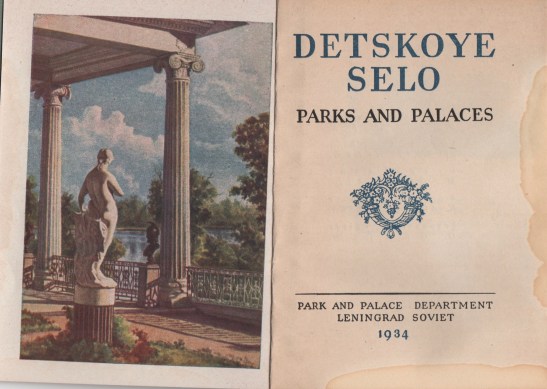 DETSKOYE
SELO
PARKS AND PALACES
PARK AND PALACE DEPARTMENT
LENINGRAD SOVIET
1934